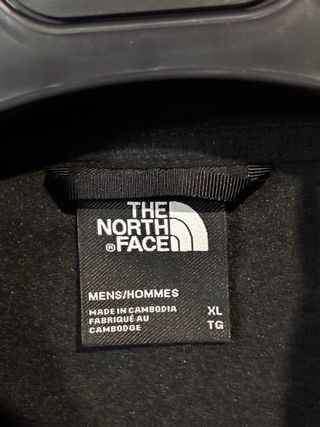 THE
NORTH
® FACE
MENS/HOMMES
MADE IN CAMBODIA XL
FABRIQUÉ AU TG
CAMBODGE